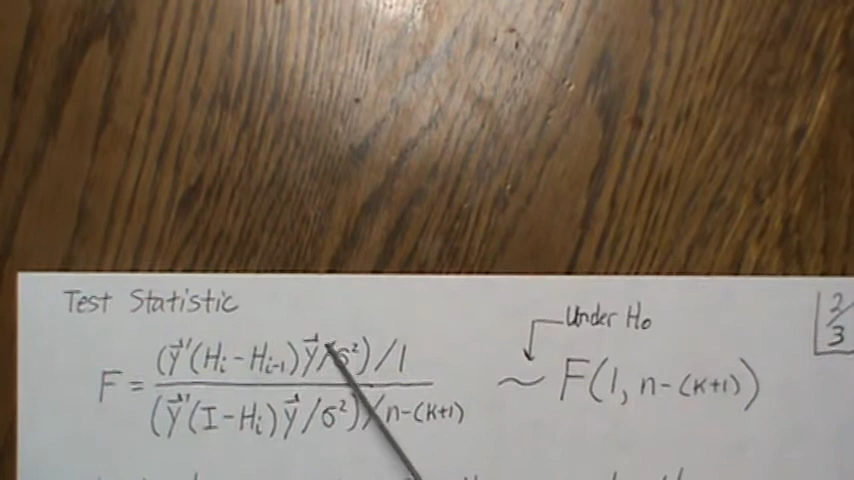 Test Statistic
Under H₀
2/3
F = (y⃗'(Hᵢ - Hᵢ₋₁)y⃗/σ²)/1 / (y⃗'(I - Hᵢ)y⃗/σ²)/n-(k+1) ~ F(1, n-(k+1))